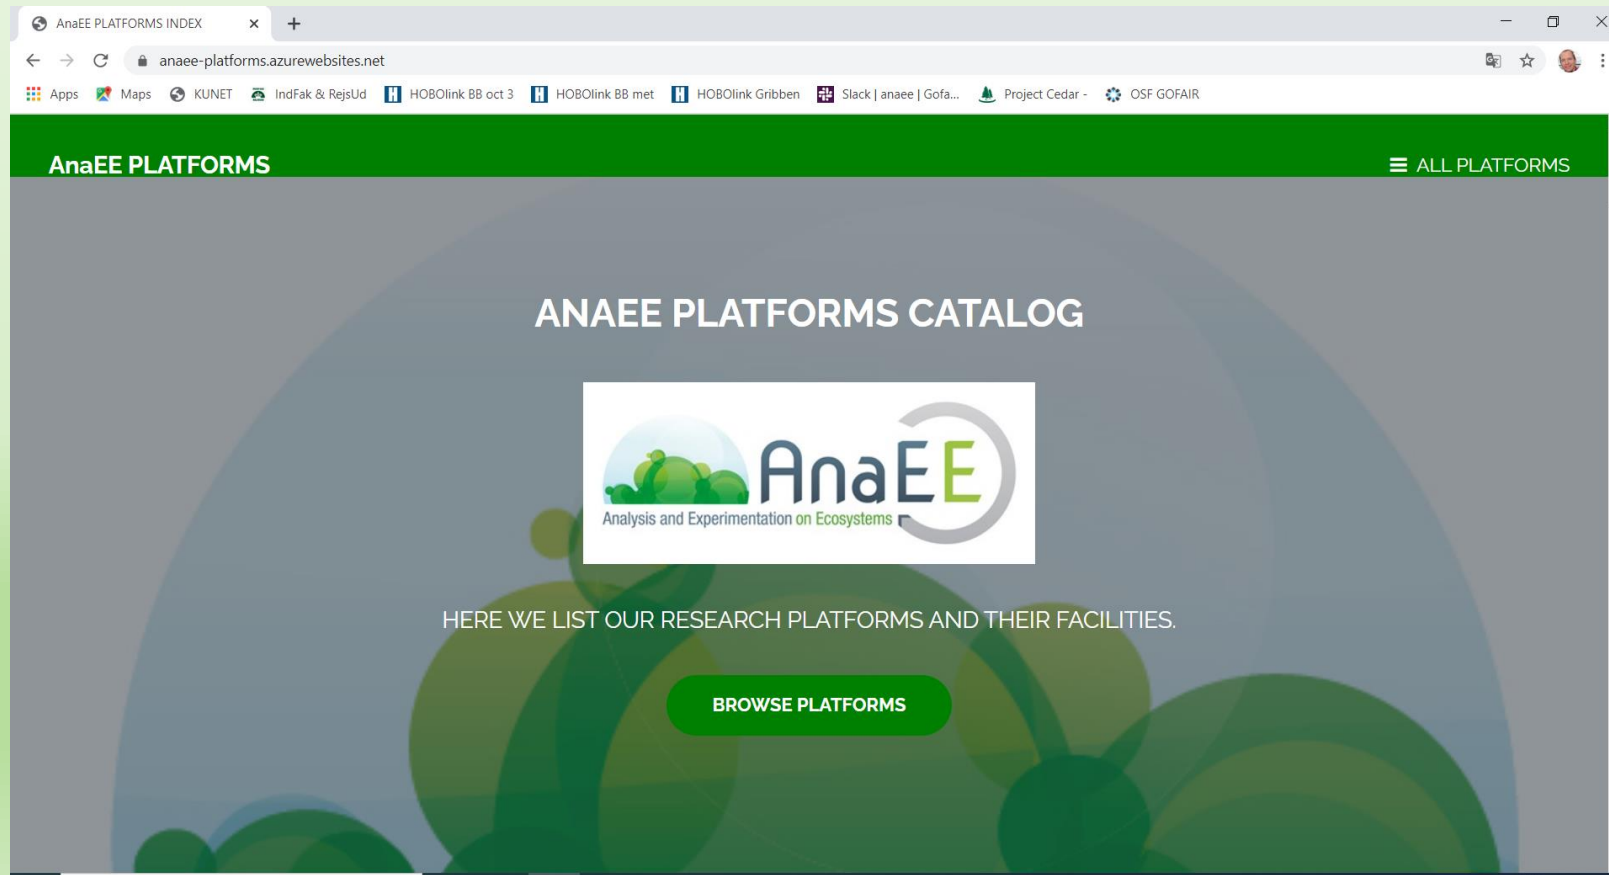 AnaEE PLATFORMS INDEX
anaee-platforms.azurewebsites.net
Apps Maps KUNET IndFak & RejsUd HOBOlink BB oct 3 HOBOlink BB met HOBOlink Gribben Slack | anaee | Gofa... Project Cedar - OSF GOFAIR
AnaEE PLATFORMS ALL PLATFORMS
ANAEE PLATFORMS CATALOG
AnaEE
Analysis and Experimentation on Ecosystems
HERE WE LIST OUR RESEARCH PLATFORMS AND THEIR FACILITIES.
BROWSE PLATFORMS